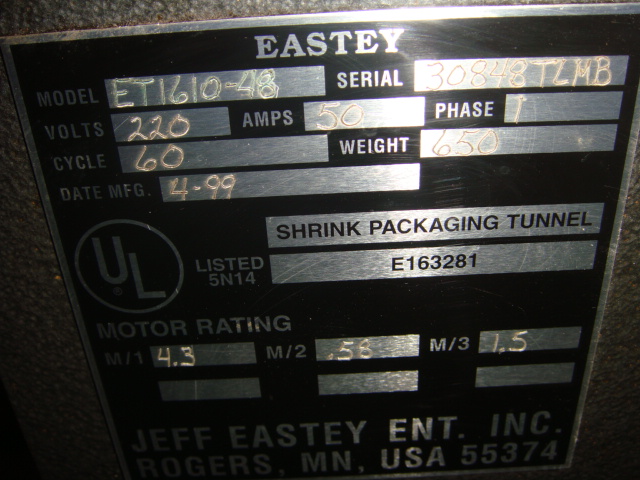 EASTEY
MODEL ET1610-48 SERIAL 30848TLMB
VOLTS 220 AMPS 50 PHASE 1
CYCLE 60 WEIGHT 650
DATE MFG. 4-99
UL
LISTED
5N14
SHRINK PACKAGING TUNNEL
E163281
MOTOR RATING
M/1 4.3 M/2 .58 M/3 1.5
JEFF EASTEY ENT. INC.
ROGERS, MN, USA 55374